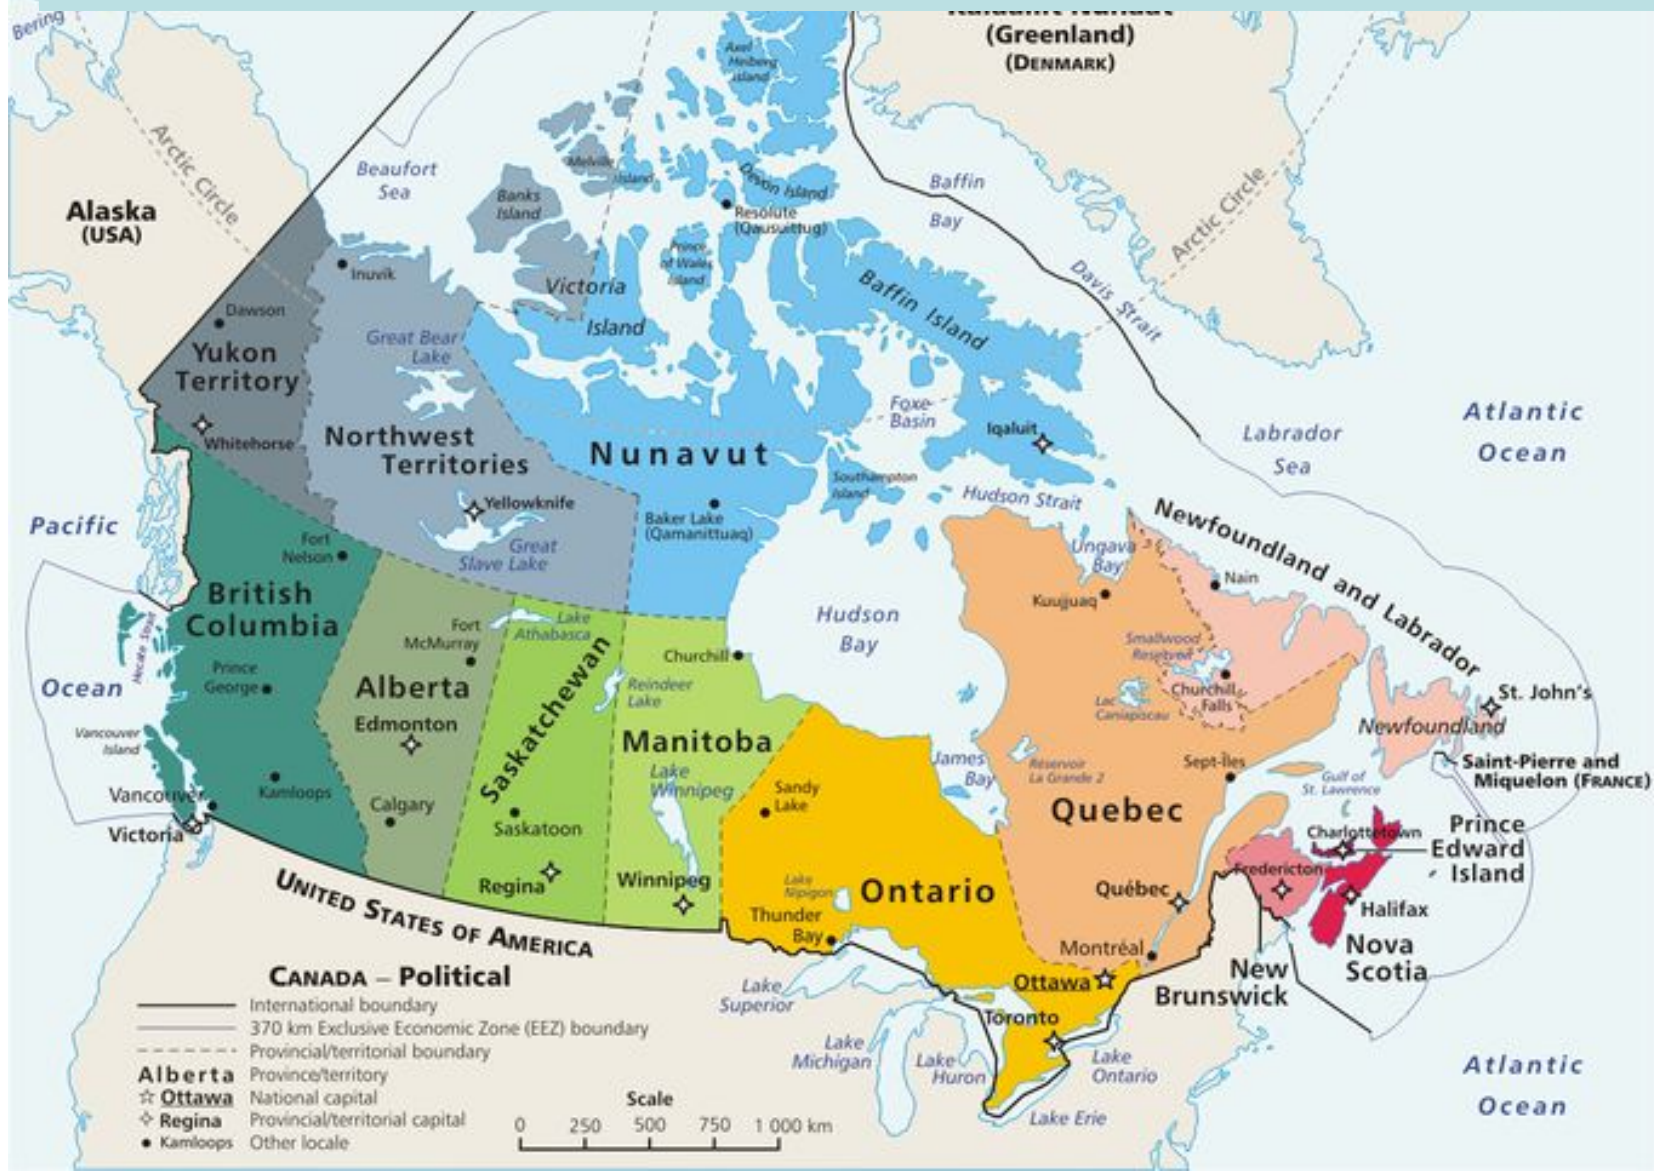 Bering
(Greenland)
(DENMARK)
Axel
Heiberg
Island
Arctic Circle
Beaufort
Sea
Melville
Island
Devon Island
Banks
Island
Baffin
Bay
Arctic Circle
Alaska
(USA)
Resolute
(Qausuittuq)
Prince
of Wales
Island
Inuvik
Victoria
Island
Baffin Island
Davis Strait
Dawson
Great Bear
Lake
Yukon
Territory
Foxe
Basin
Atlantic
Ocean
Whitehorse
Northwest
Territories
Nunavut
Iqaluit
Labrador
Sea
Southampton
Island
Hudson Strait
Yellowknife
Baker Lake
(Qamanittuaq)
Pacific
Ocean
Fort
Nelson
Great
Slave Lake
Ungava
Bay
Newfoundland and Labrador
Nain
British
Columbia
Kuujjuaq
Hudson
Bay
Hecate Strait
Fort
McMurray
Lake
Athabasca
Saskatchewan
Churchill
Smallwood
Reservoir
Prince
George
Alberta
Edmonton
Reindeer
Lake
Churchill
Falls
Lac
Caniapocau
St. John's
Newfoundland
Vancouver
Island
Manitoba
James
Bay
Réservoir
La Grande 2
Sept-Îles
Saint-Pierre and
Miquelon (FRANCE)
Gulf of
St. Lawrence
Lake
Winnipeg
Sandy
Lake
Vancouver
Kamloops
Calgary
Saskatoon
Quebec
Victoria
Charlottetown
Prince
Edward
Island
Regina
Winnipeg
Lake
Nipigon
Ontario
Québec
Fredericton
Halifax
Thunder
Bay
Montréal
Nova
Scotia
UNITED STATES OF AMERICA
New
Brunswick
Ottawa
Lake
Superior
Toronto
Lake
Michigan
Lake
Huron
Lake
Ontario
Lake Erie
Atlantic
Ocean
CANADA – Political
International boundary
370 km Exclusive Economic Zone (EEZ) boundary
Provincial/territorial boundary
Alberta Province/territory
Ottawa National capital
Regina Provincial/territorial capital
Kamloops Other locale
Scale
0 250 500 750 1 000 km